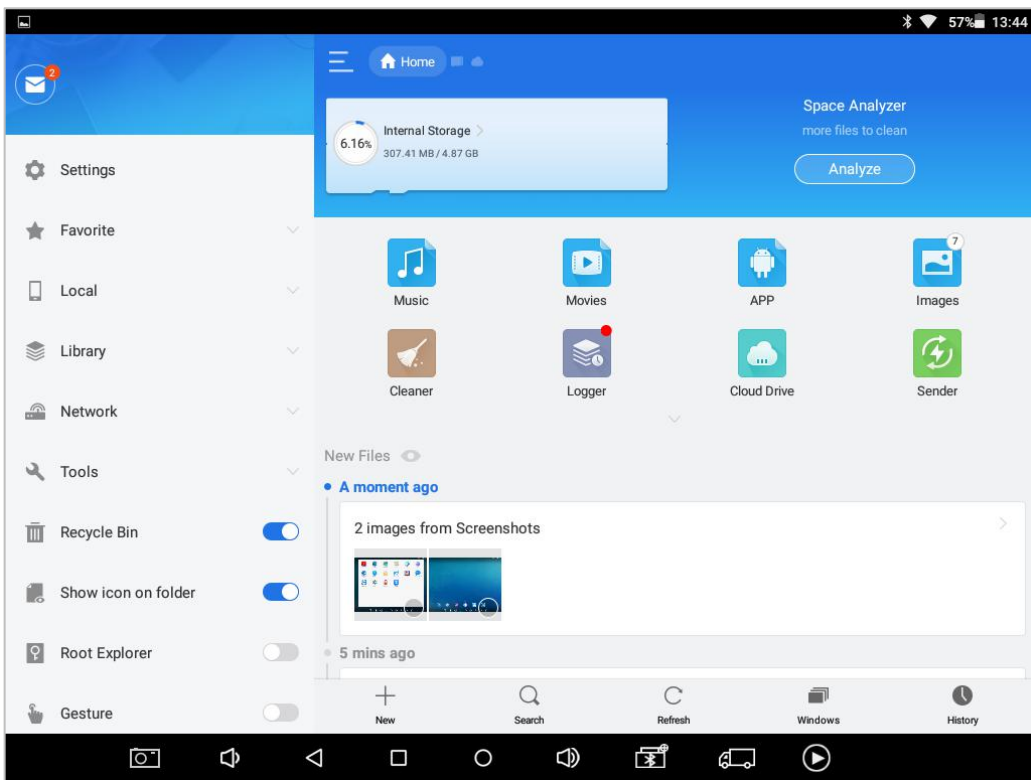 57% 13:44
2
Settings
Favorite
Local
Library
Network
Tools
Recycle Bin
Show icon on folder
Root Explorer
Gesture
Home
6.16%
Internal Storage
307.41 MB / 4.87 GB
Space Analyzer
more files to clean
Analyze
Music
Movies
APP
7
Images
Cleaner
Logger
Cloud Drive
Sender
New Files
A moment ago
2 images from Screenshots
5 mins ago
New
Search
Refresh
Windows
History